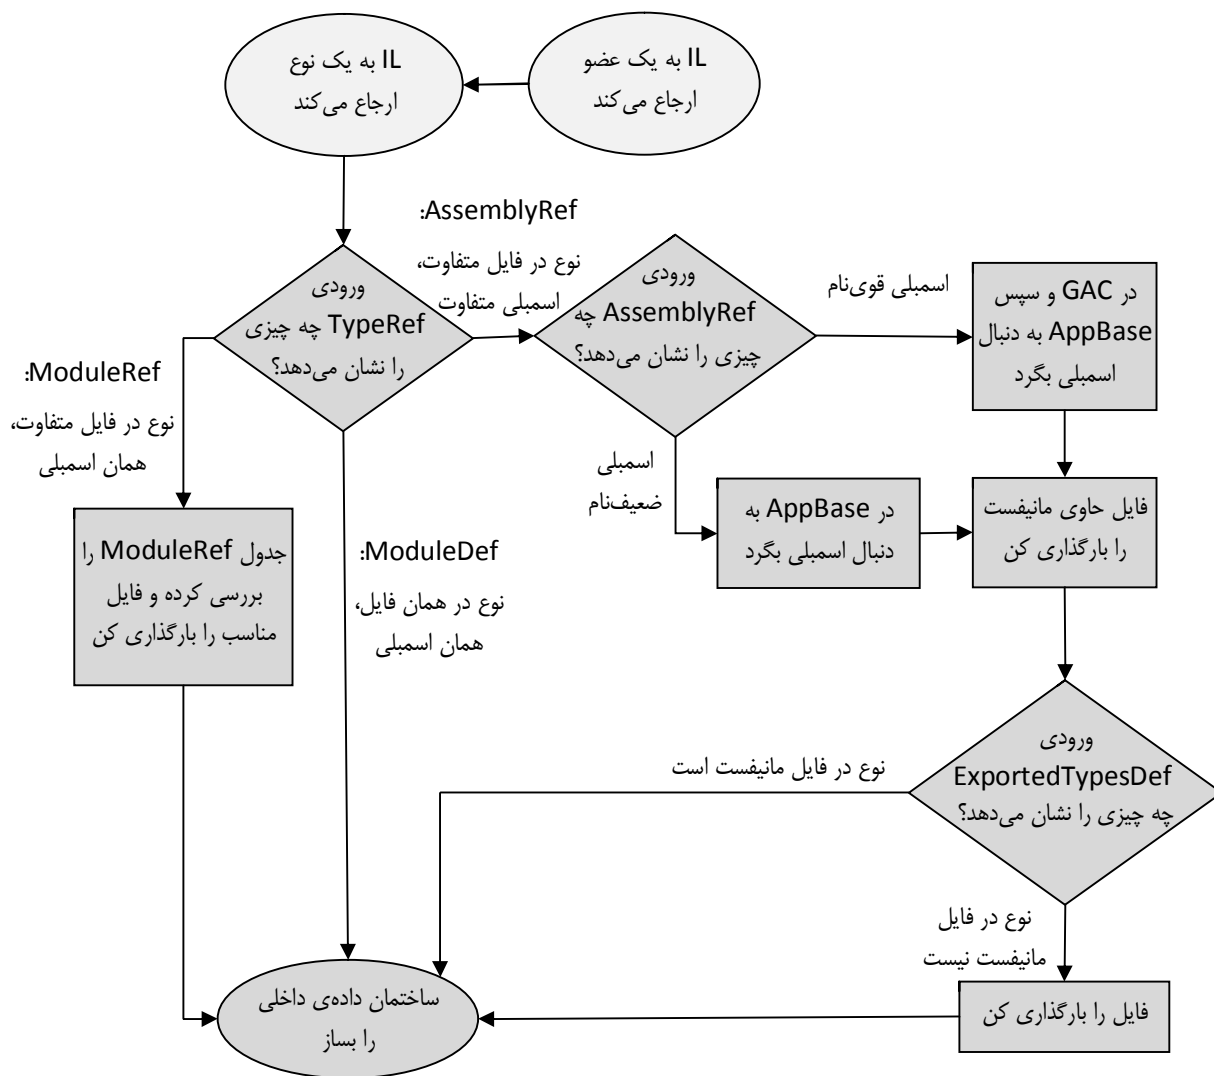 IL به یک عضو
ارجاع می‌کند
IL به یک نوع
ارجاع می‌کند
AssemblyRef:
نوع در فایل متفاوت،
اسمبلی متفاوت
ورودی
TypeRef چه چیزی
را نشان می‌دهد؟
ورودی
AssemblyRef چه
چیزی را نشان می‌دهد؟
اسمبلی قوی‌نام
در GAC و سپس
AppBase به دنبال
اسمبلی بگرد
ModuleRef:
نوع در فایل متفاوت،
همان اسمبلی
اسمبلی
ضعیف‌نام
در AppBase به
دنبال اسمبلی بگرد
فایل حاوی مانیفست
را بارگذاری کن
جدول ModuleRef را
بررسی کرده و فایل
مناسب را بارگذاری کن
ModuleDef:
نوع در همان فایل،
همان اسمبلی
ورودی
ExportedTypesDef
چه چیزی را نشان می‌دهد؟
نوع در فایل مانیفست است
نوع در فایل
مانیفست نیست
فایل را بارگذاری کن
ساختمان داده‌ی داخلی
را بساز